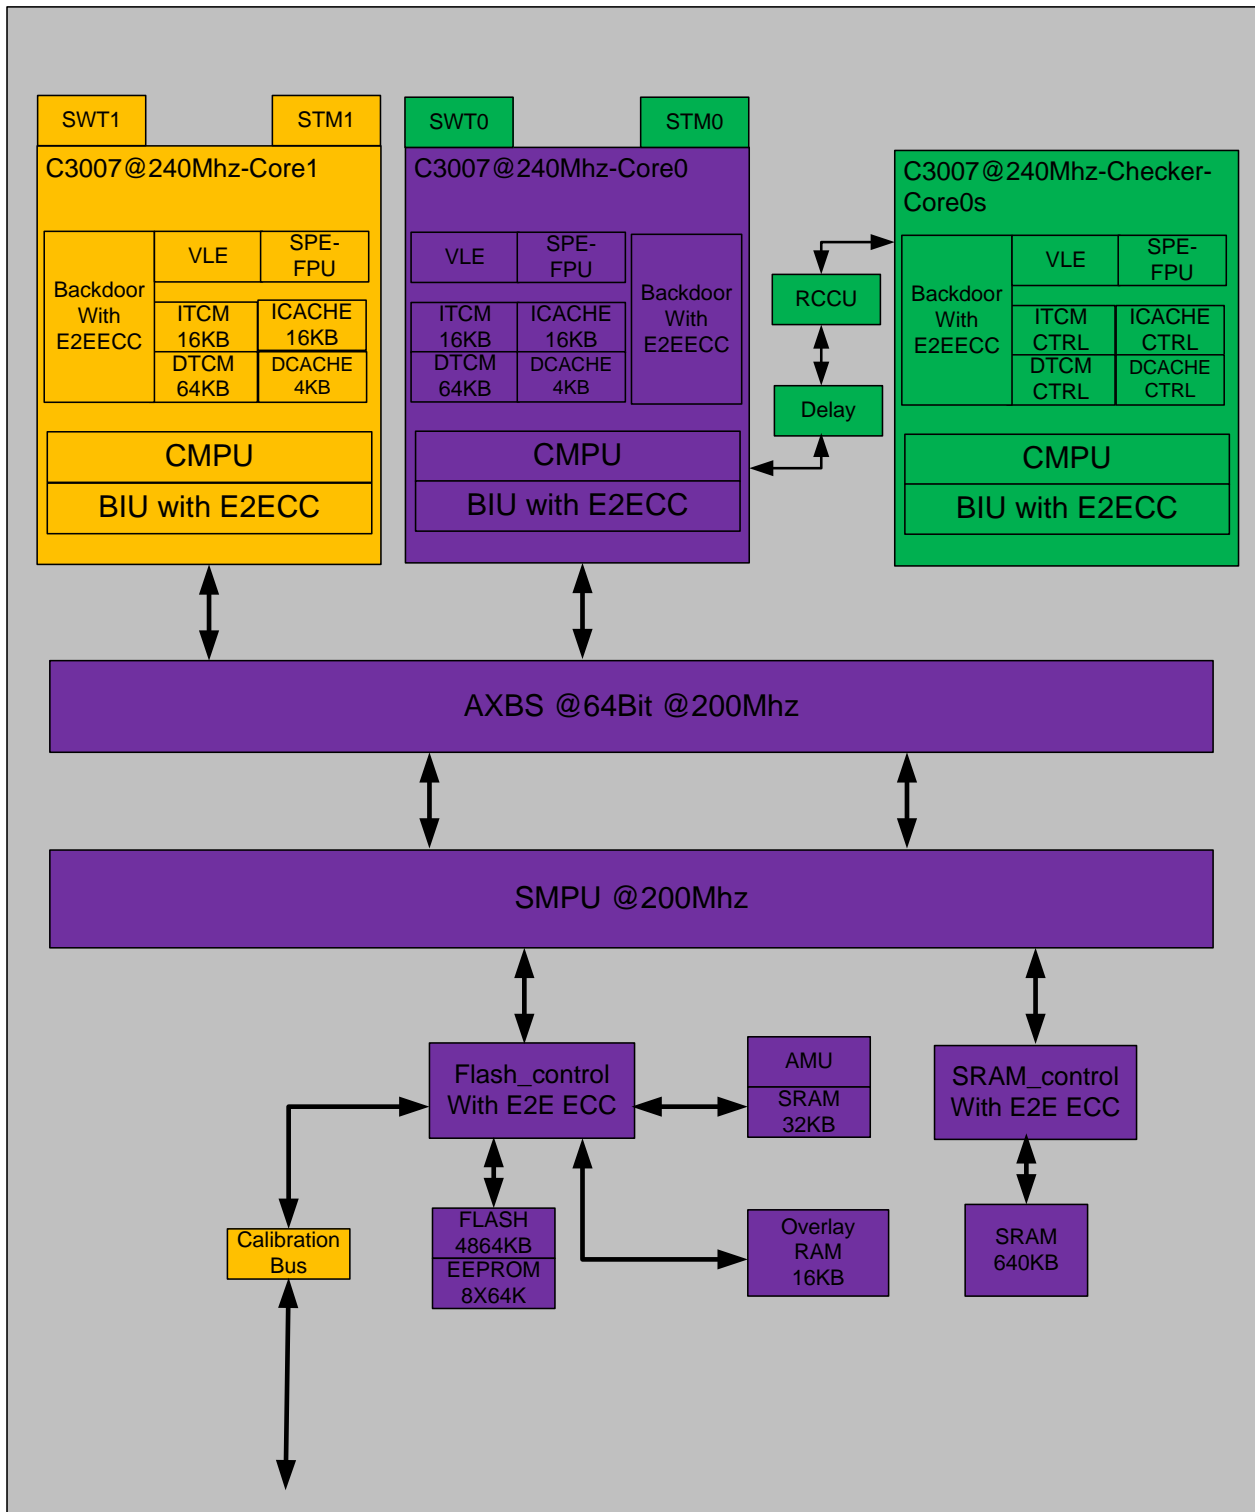 SWT1
STM1
SWT0
STM0
C3007@240Mhz-Core1
C3007@240Mhz-Core0
C3007@240Mhz-Checker-
Core0s
Backdoor
With
E2EECC
VLE
SPE-
FPU
ITCM
16KB
ICACHE
16KB
DTCM
64KB
DCACHE
4KB
CMPU
BIU with E2ECC
VLE
SPE-
FPU
ITCM
16KB
ICACHE
16KB
DTCM
64KB
DCACHE
4KB
Backdoor
With
E2EECC
CMPU
BIU with E2ECC
RCCU
Delay
Backdoor
With
E2EECC
VLE
SPE-
FPU
ITCM
CTRL
ICACHE
CTRL
DTCM
CTRL
DCACHE
CTRL
CMPU
BIU with E2ECC
AXBS @64Bit @200Mhz
SMPU @200Mhz
Flash_control
With E2E ECC
AMU
SRAM
32KB
SRAM_control
With E2E ECC
Calibration
Bus
FLASH
4864KB
EEPROM
8X64K
Overlay
RAM
16KB
SRAM
640KB